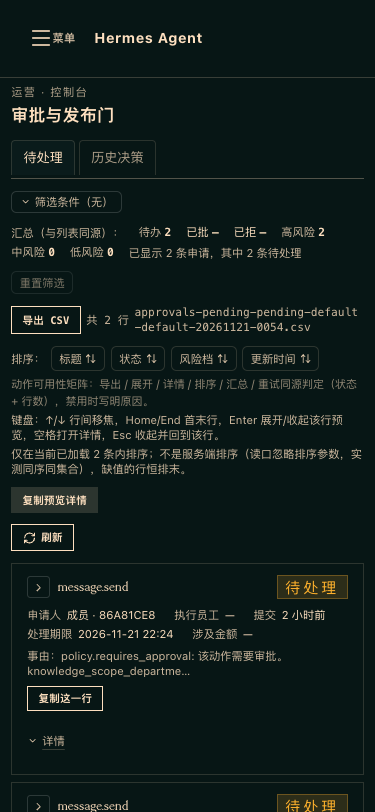 菜单 Hermes Agent
运营 · 控制台
审批与发布门
待处理 历史决策
筛选条件（无）
汇总（与列表同源）： 待办 2 已批 — 已拒 — 高风险 2
中风险 0 低风险 0 已显示 2 条申请，其中 2 条待处理
重置筛选
导出 CSV 共 2 行 approvals-pending-pending-default
-default-20261121-0054.csv
排序： 标题 ⇅ 状态 ⇅ 风险档 ⇅ 更新时间 ⇅
动作可用性矩阵：导出 / 展开 / 详情 / 排序 / 汇总 / 重试同源判定（状态
+ 行数），禁用时写明原因。
键盘：↑/↓ 行间移焦，Home/End 首末行，Enter 展开/收起该行预
览，空格打开详情，Esc 收起并回到该行。
仅在当前已加载 2 条内排序；不是服务端排序（读口忽略排序参数，实
测同序同集合），缺值的行恒排末。
复制预览详情
刷新
message.send 待处理
申请人 成员 · 86A81CE8 执行员工 — 提交 2 小时前
处理期限 2026-11-21 22:24 涉及金额 —
事由：policy.requires_approval: 该动作需要审批。
knowledge_scope_departme...
复制这一行
详情
message.send 待处理